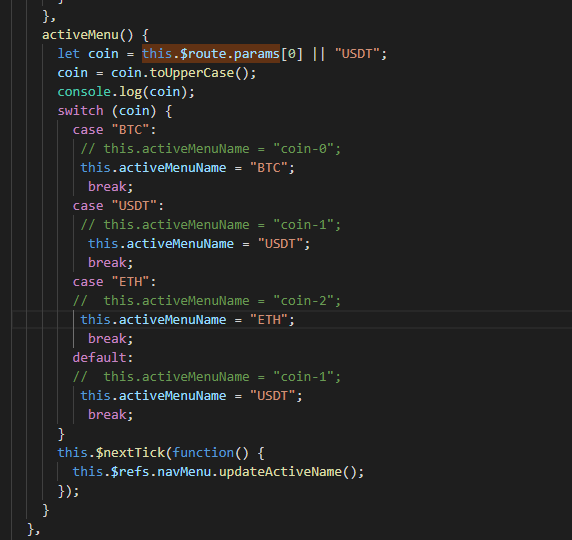 },
activeMenu() {
let coin = this.$route.params[0] || "USDT";
coin = coin.toUpperCase();
console.log(coin);
switch (coin) {
case "BTC":
// this.activeMenuName = "coin-0";
this.activeMenuName = "BTC";
break;
case "USDT":
// this.activeMenuName = "coin-1";
this.activeMenuName = "USDT";
break;
case "ETH":
//  this.activeMenuName = "coin-2";
this.activeMenuName = "ETH";
break;
default:
//  this.activeMenuName = "coin-1";
this.activeMenuName = "USDT";
break;
}
this.$nextTick(function() {
this.$refs.navMenu.updateActiveName();
});
}
},